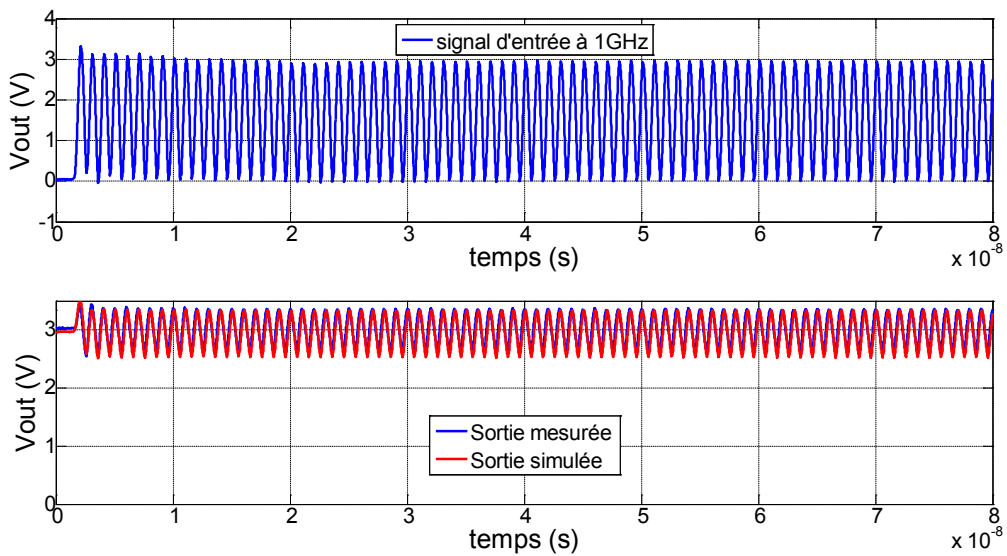 4
3
2
1
0
-1
Vout (V)
signal d'entrée à 1GHz
0 1 2 3 4 5 6 7 8
temps (s)
x 10⁻⁸
3
2
1
0
Vout (V)
Sortie mesurée
Sortie simulée
0 1 2 3 4 5 6 7 8
temps (s)
x 10⁻⁸